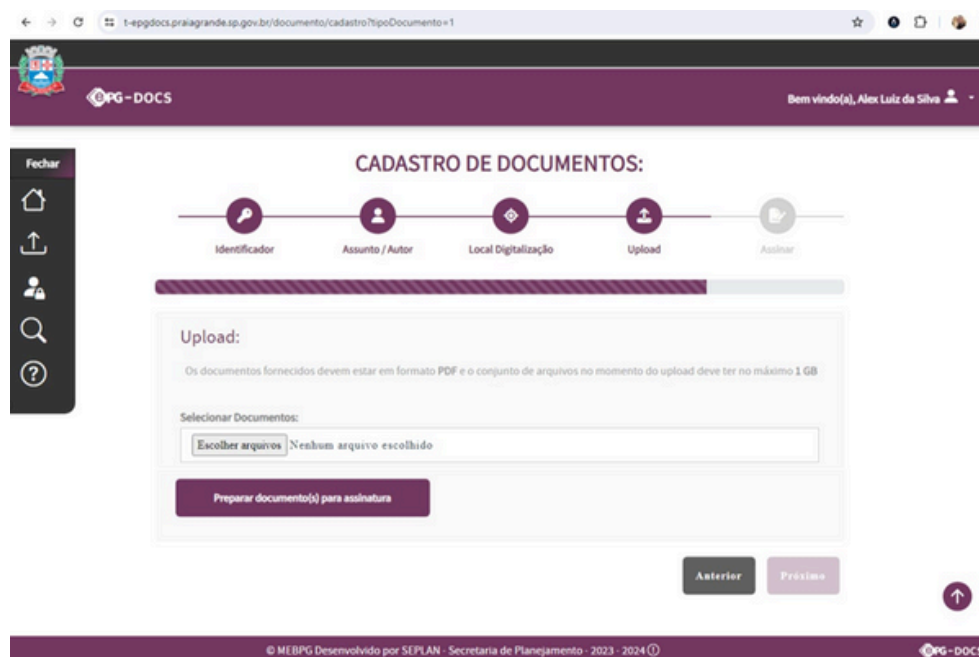 t-epgdocs.praiagrande.sp.gov.br/documento/cadastro?tipoDocumento=1
PG-DOCS
Bem vindo(a), Alex Luiz da Silva
Fechar
CADASTRO DE DOCUMENTOS:
Identificador Assunto / Autor Local Digitalização Upload Assinar
Upload:
Os documentos fornecidos devem estar em formato PDF e o conjunto de arquivos no momento do upload deve ter no máximo 1 GB
Selecionar Documentos:
Escolher arquivos Nenhum arquivo escolhido
Preparar documento(s) para assinatura
Anterior Próximo
© MEBPG Desenvolvido por SEPLAN - Secretaria de Planejamento - 2023 - 2024
PG-DOC